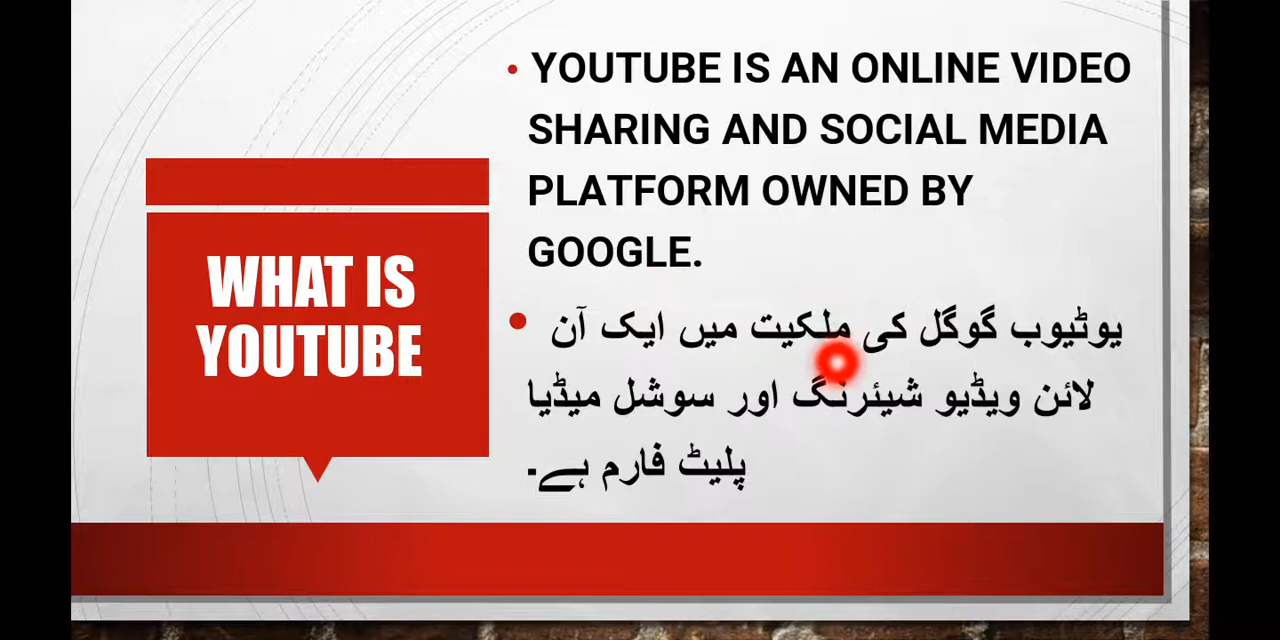 WHAT IS
YOUTUBE
• YOUTUBE IS AN ONLINE VIDEO
SHARING AND SOCIAL MEDIA
PLATFORM OWNED BY
GOOGLE.
• یوٹیوب گوگل کی ملکیت میں ایک آن
لائن ویڈیو شیئرنگ اور سوشل میڈیا
پلیٹ فارم ہے۔